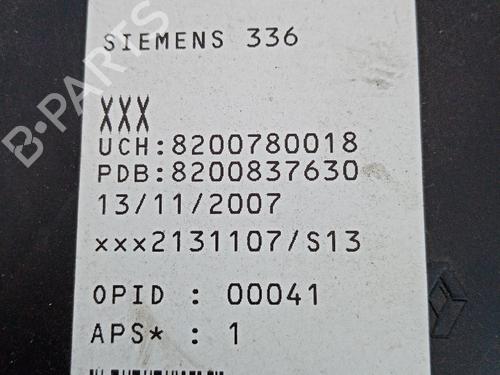 SIEMENS 336
XXX
UCH:8200780018
PDB:8200837630
13/11/2007
xxx2131107/S13
OPID : 00041
APS* : 1
B-PARTS